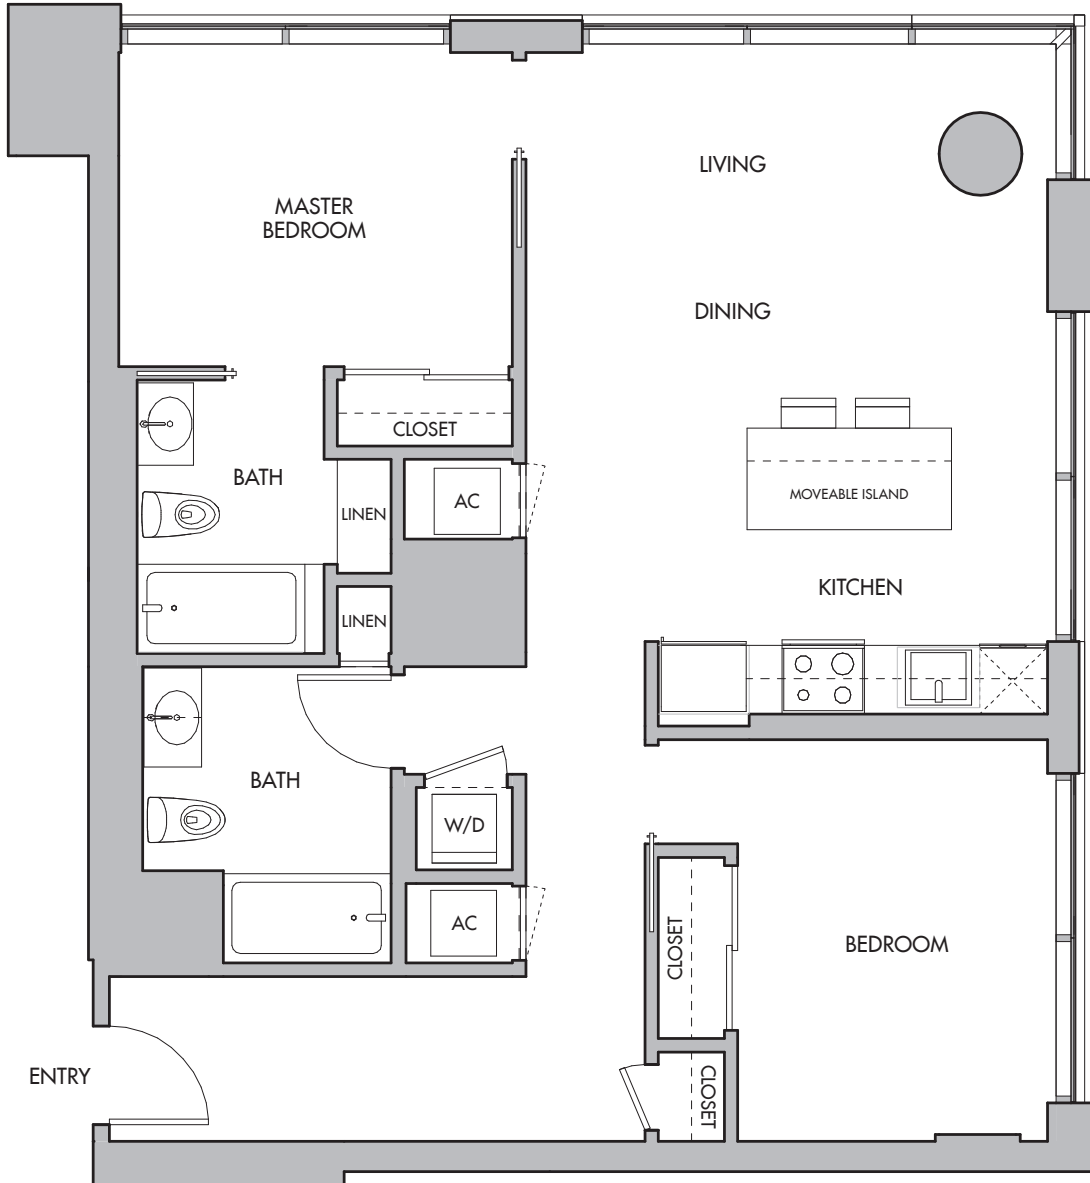 LIVING
MASTER
BEDROOM
DINING
CLOSET
BATH
AC
MOVEABLE ISLAND
LINEN
KITCHEN
LINEN
BATH
W/D
AC
CLOSET
BEDROOM
ENTRY
CLOSET